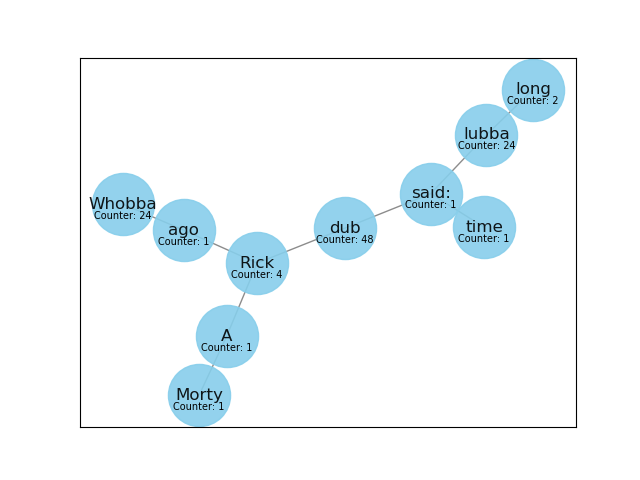 long
Counter: 2
lubba
Counter: 24
said:
Counter: 1
Whobba
Counter: 24
time
Counter: 1
dub
Counter: 48
ago
Counter: 1
Rick
Counter: 4
A
Counter: 1
Morty
Counter: 1